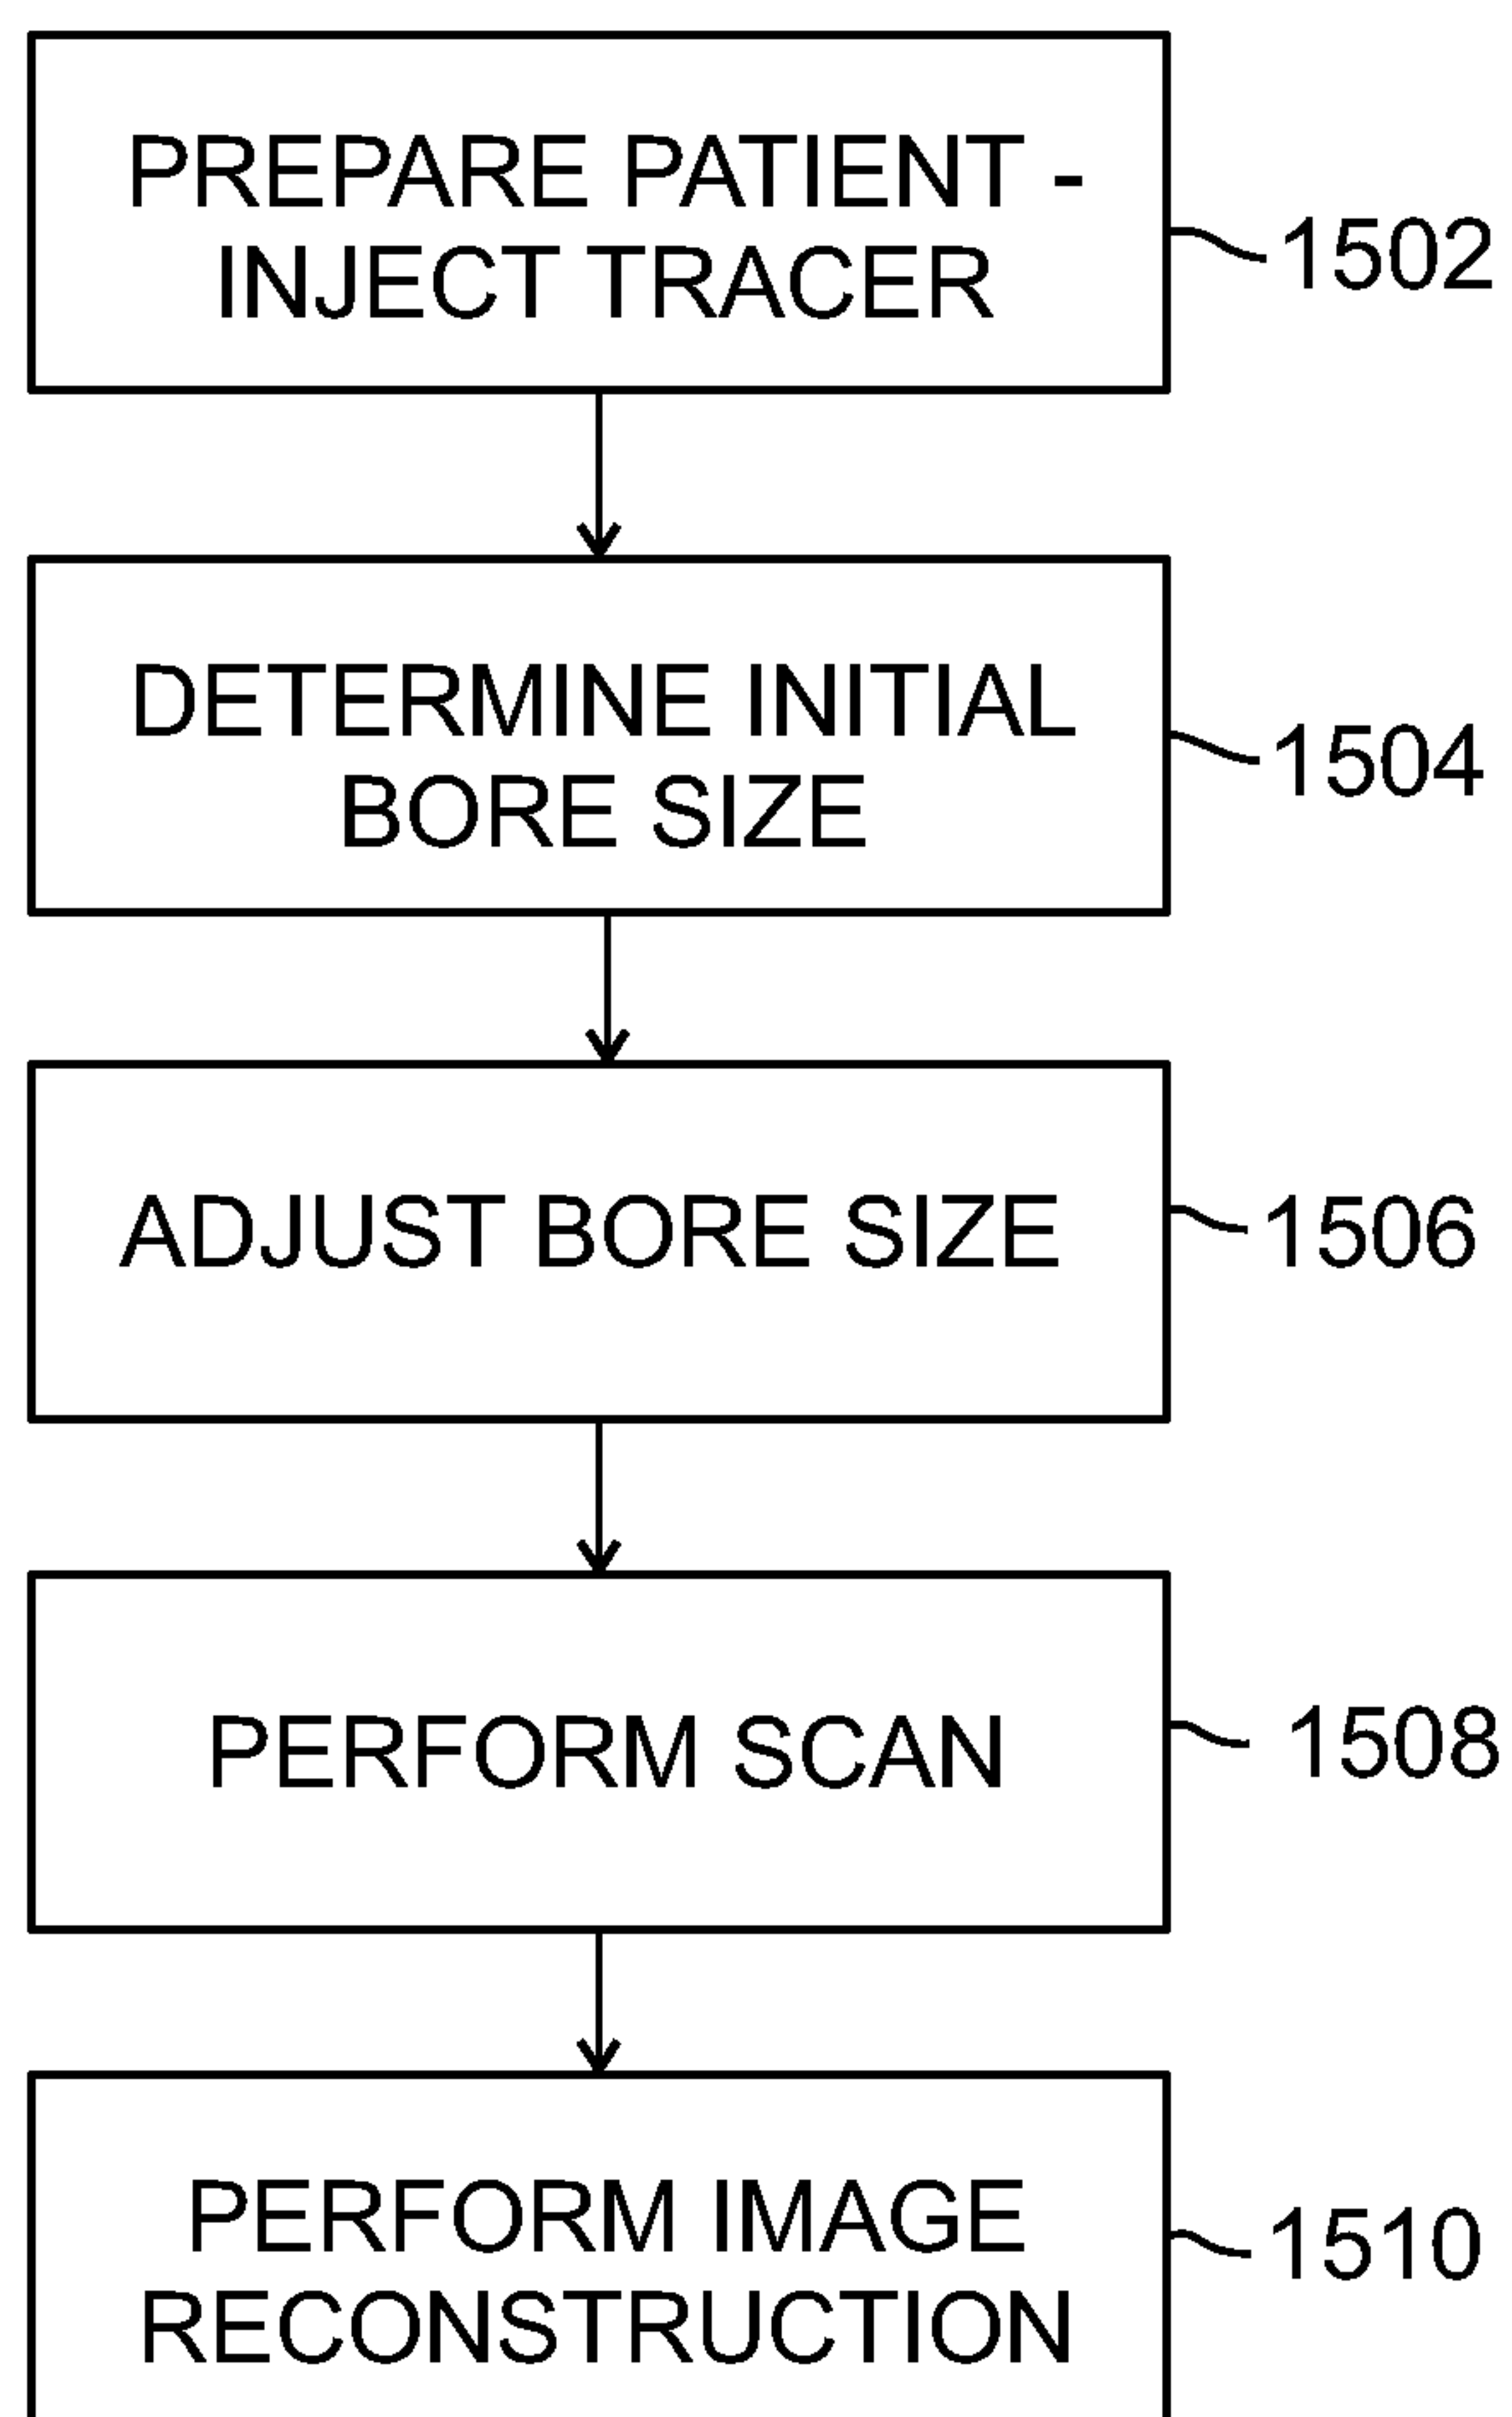 PREPARE PATIENT -
INJECT TRACER
1502
DETERMINE INITIAL
BORE SIZE
1504
ADJUST BORE SIZE
1506
PERFORM SCAN
1508
PERFORM IMAGE
RECONSTRUCTION
1510